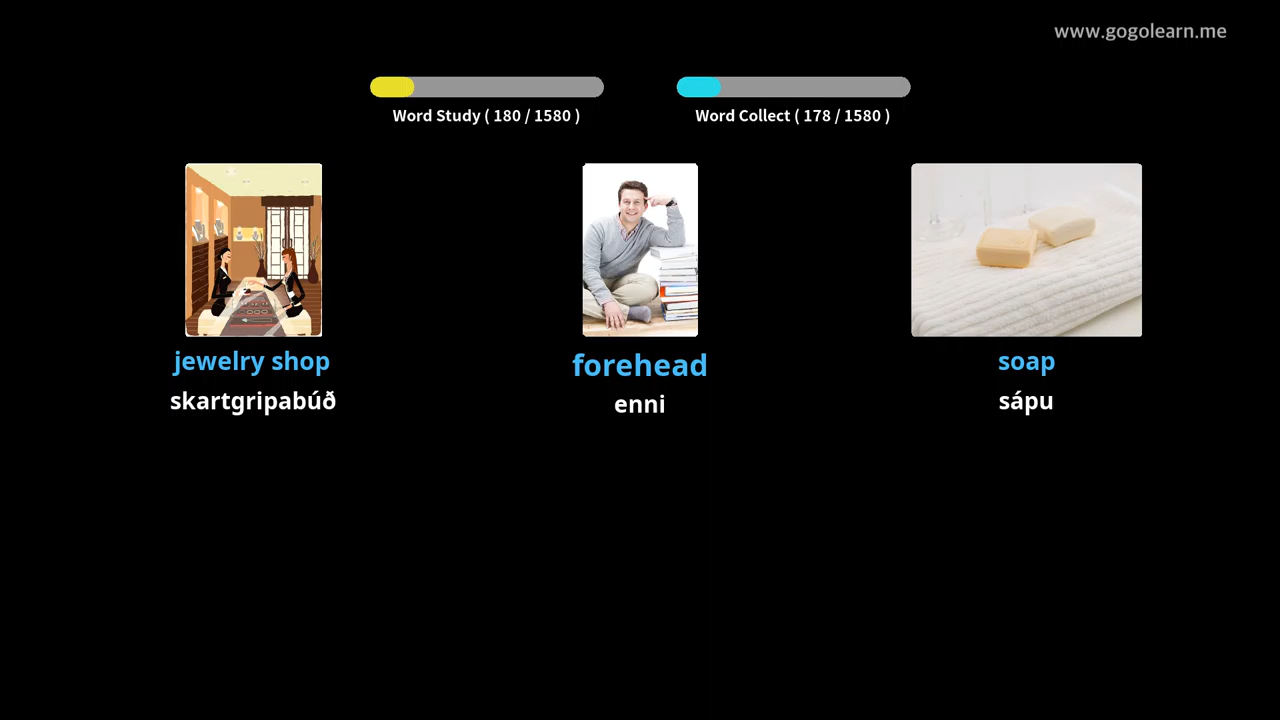 www.gogolearn.me
Word Study ( 180 / 1580 )
Word Collect ( 178 / 1580 )
jewelry shop
skartgripabúð
forehead
enni
soap
sápu